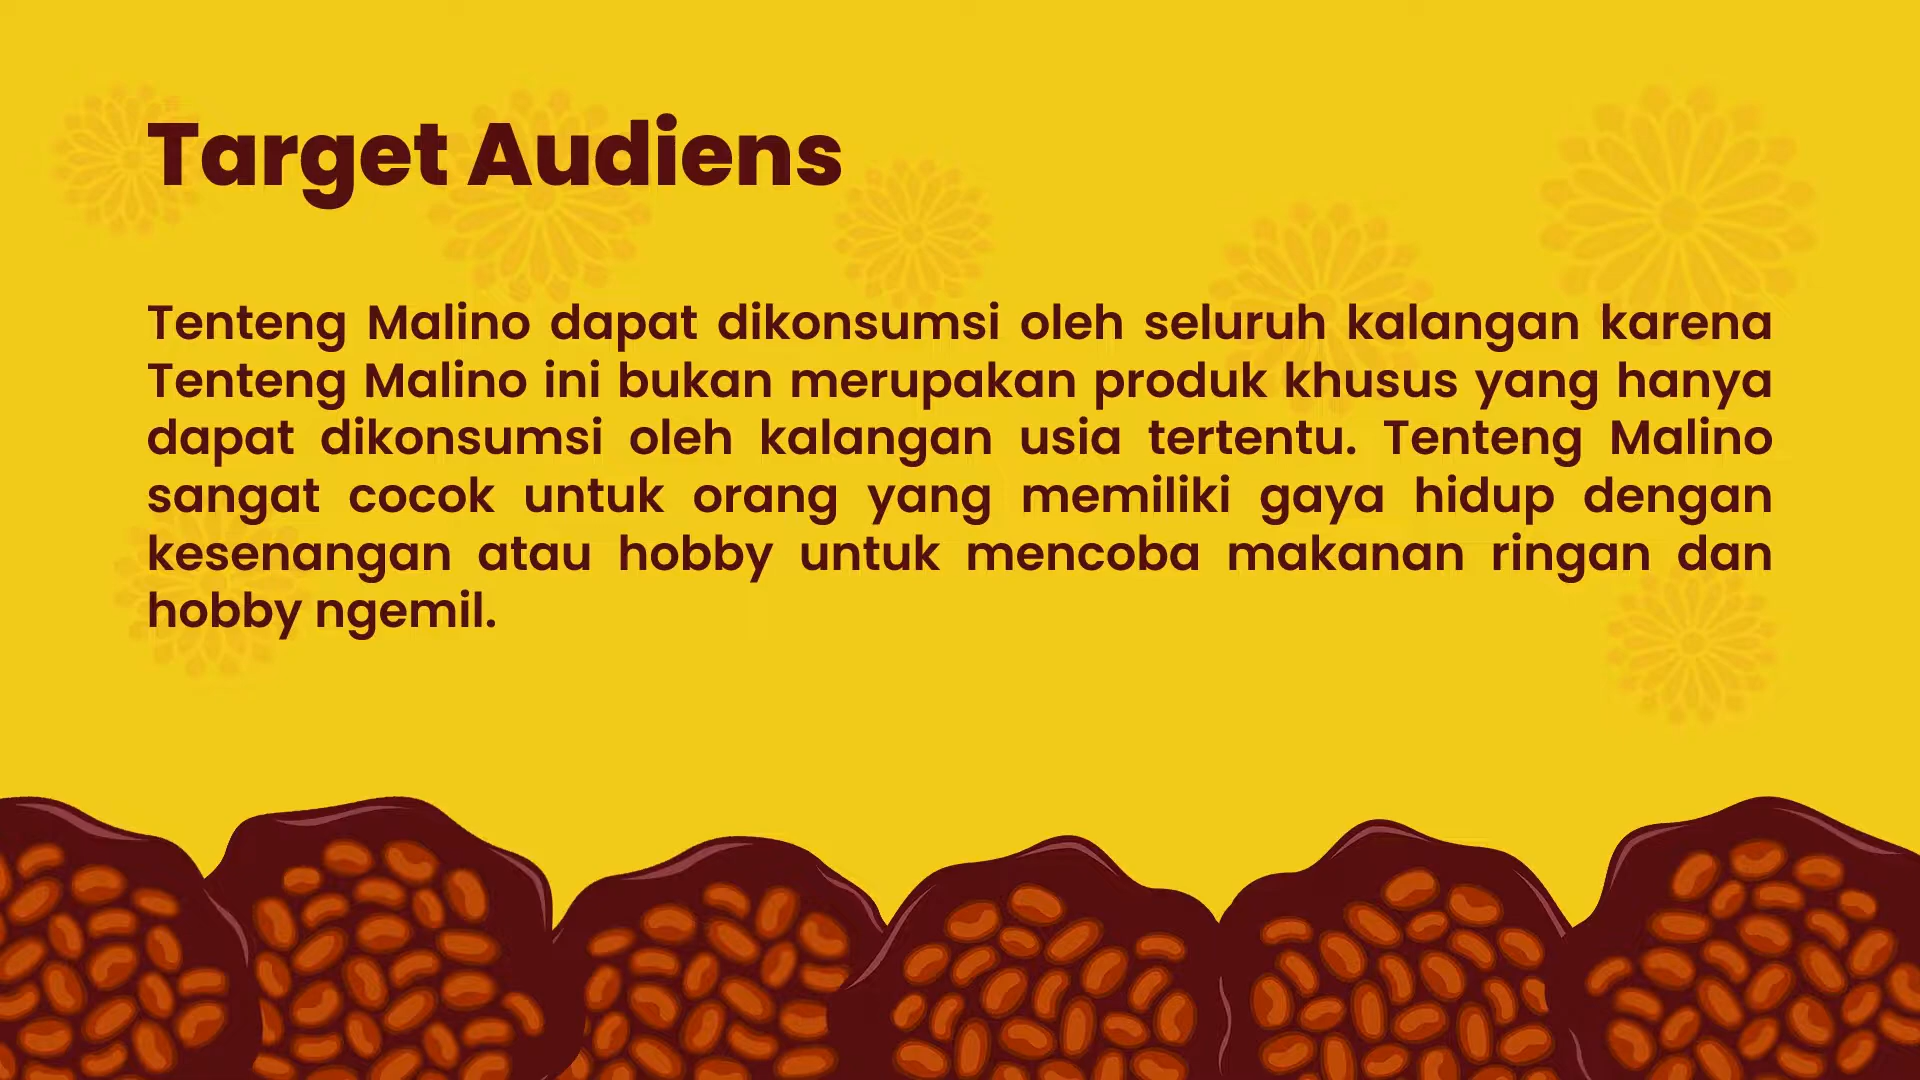 Target Audiens
Tenteng Malino dapat dikonsumsi oleh seluruh kalangan karena
Tenteng Malino ini bukan merupakan produk khusus yang hanya
dapat dikonsumsi oleh kalangan usia tertentu. Tenteng Malino
sangat cocok untuk orang yang memiliki gaya hidup dengan
kesenangan atau hobby untuk mencoba makanan ringan dan
hobby ngemil.